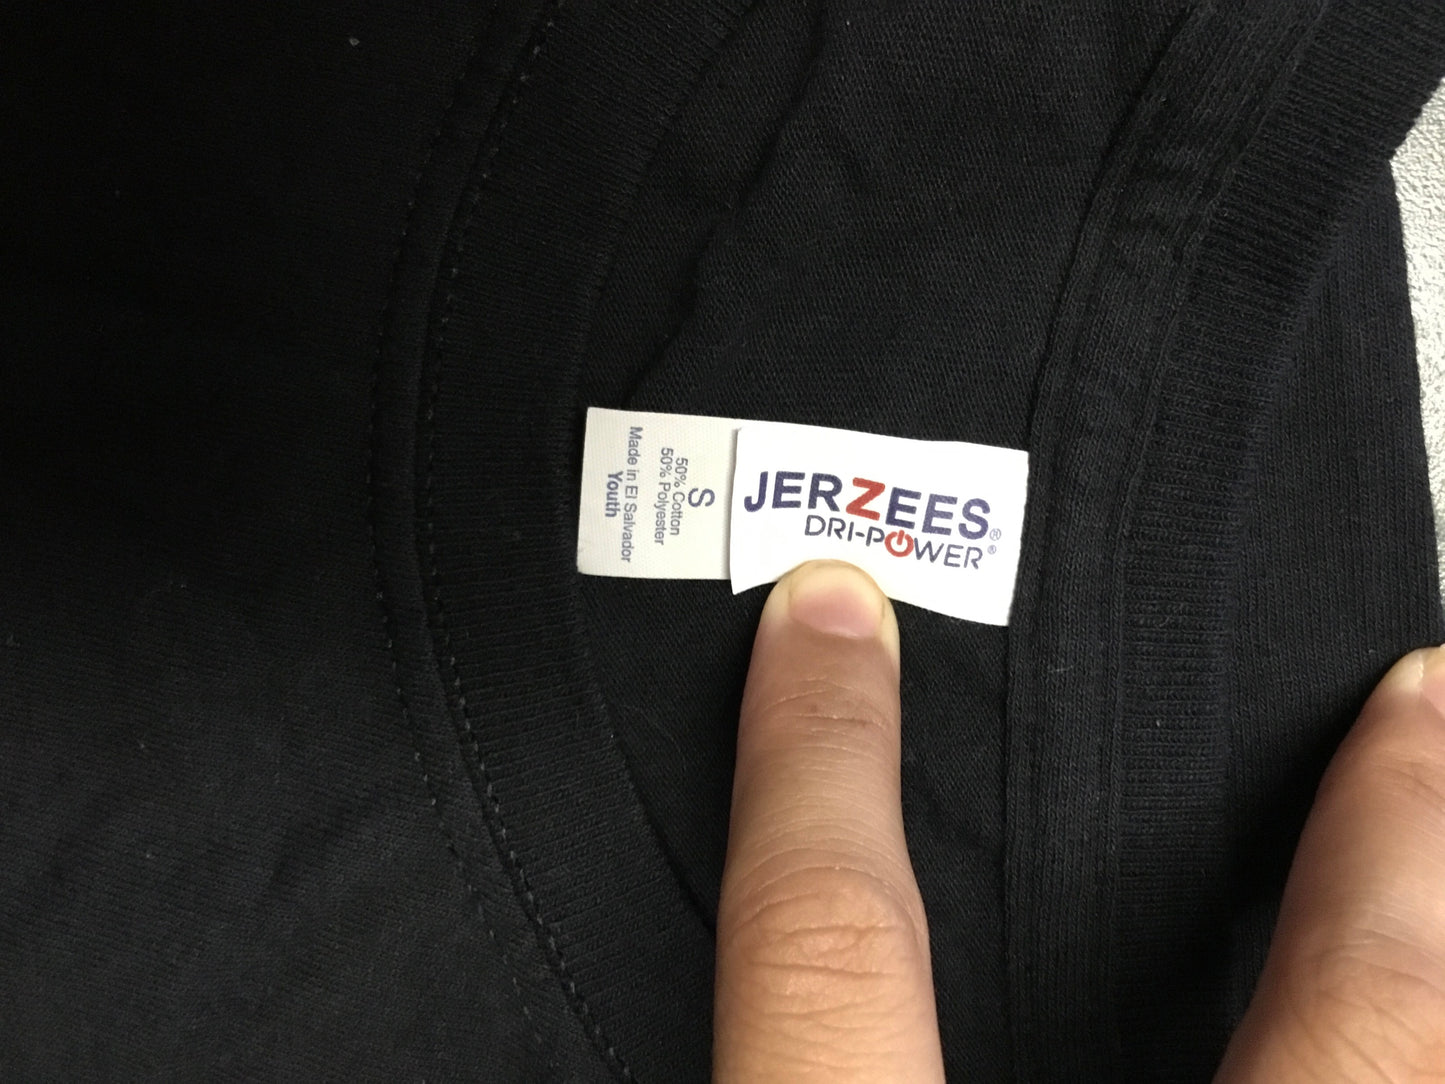 JERZEES®
DRI-POWER®
S
50% Cotton
50% Polyester
Made in El Salvador
Youth